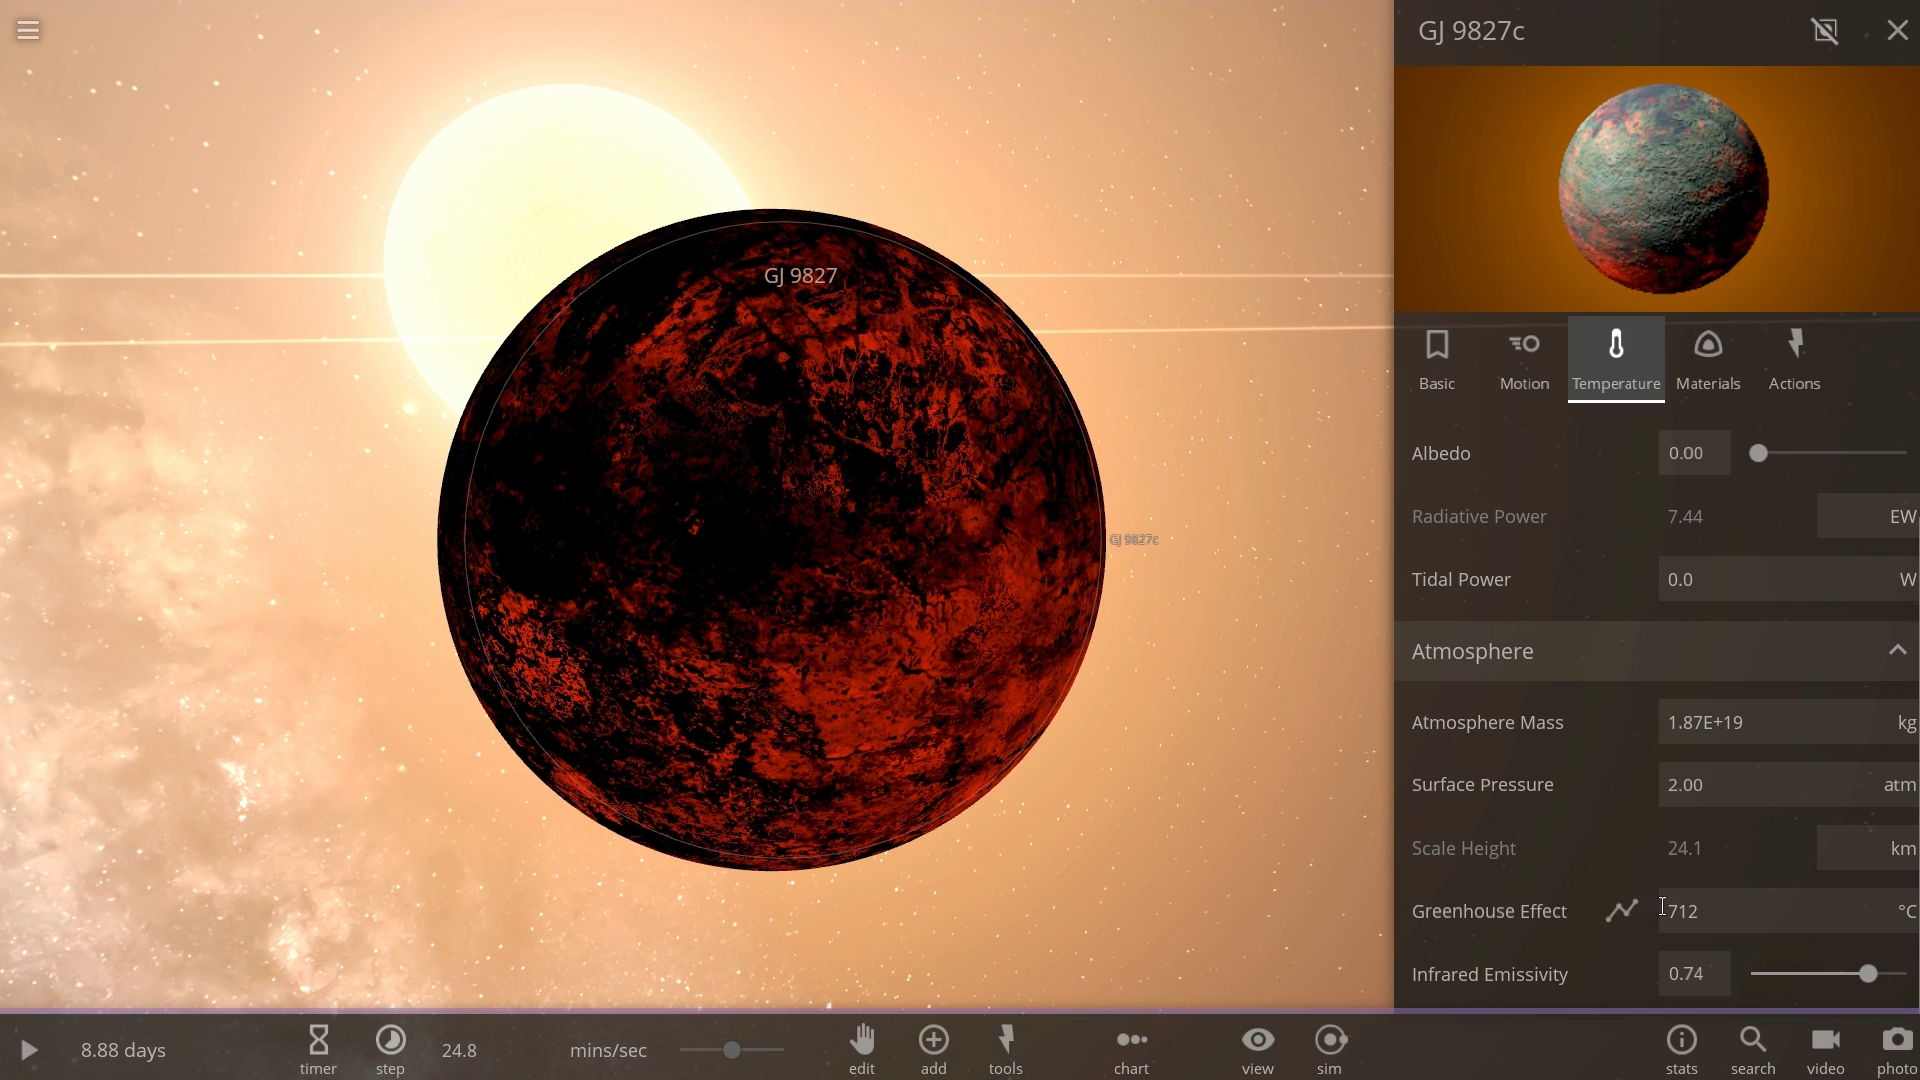 GJ 9827c
GJ 9827
GJ 9827c
Basic
Motion
Temperature
Materials
Actions
Albedo 0.00
Radiative Power 7.44 EW
Tidal Power 0.0 W
Atmosphere
Atmosphere Mass 1.87E+19 kg
Surface Pressure 2.00 atm
Scale Height 24.1 km
Greenhouse Effect 712 °C
Infrared Emissivity 0.74
8.88 days
timer
step
24.8 mins/sec
edit
add
tools
chart
view
sim
stats
search
video
photo